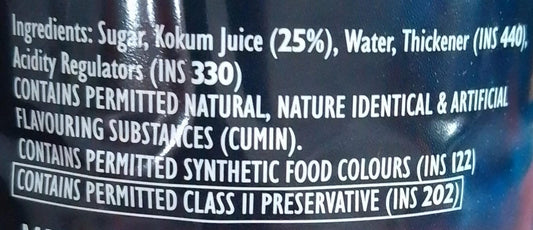 Ingredients: Sugar, Kokum Juice (25%), Water, Thickener (INS 440),
Acidity Regulators (INS 330)
CONTAINS PERMITTED NATURAL, NATURE IDENTICAL & ARTIFICIAL
FLAVOURING SUBSTANCES (CUMIN).
CONTAINS PERMITTED SYNTHETIC FOOD COLOURS (INS 122)
CONTAINS PERMITTED CLASS II PRESERVATIVE (INS 202)